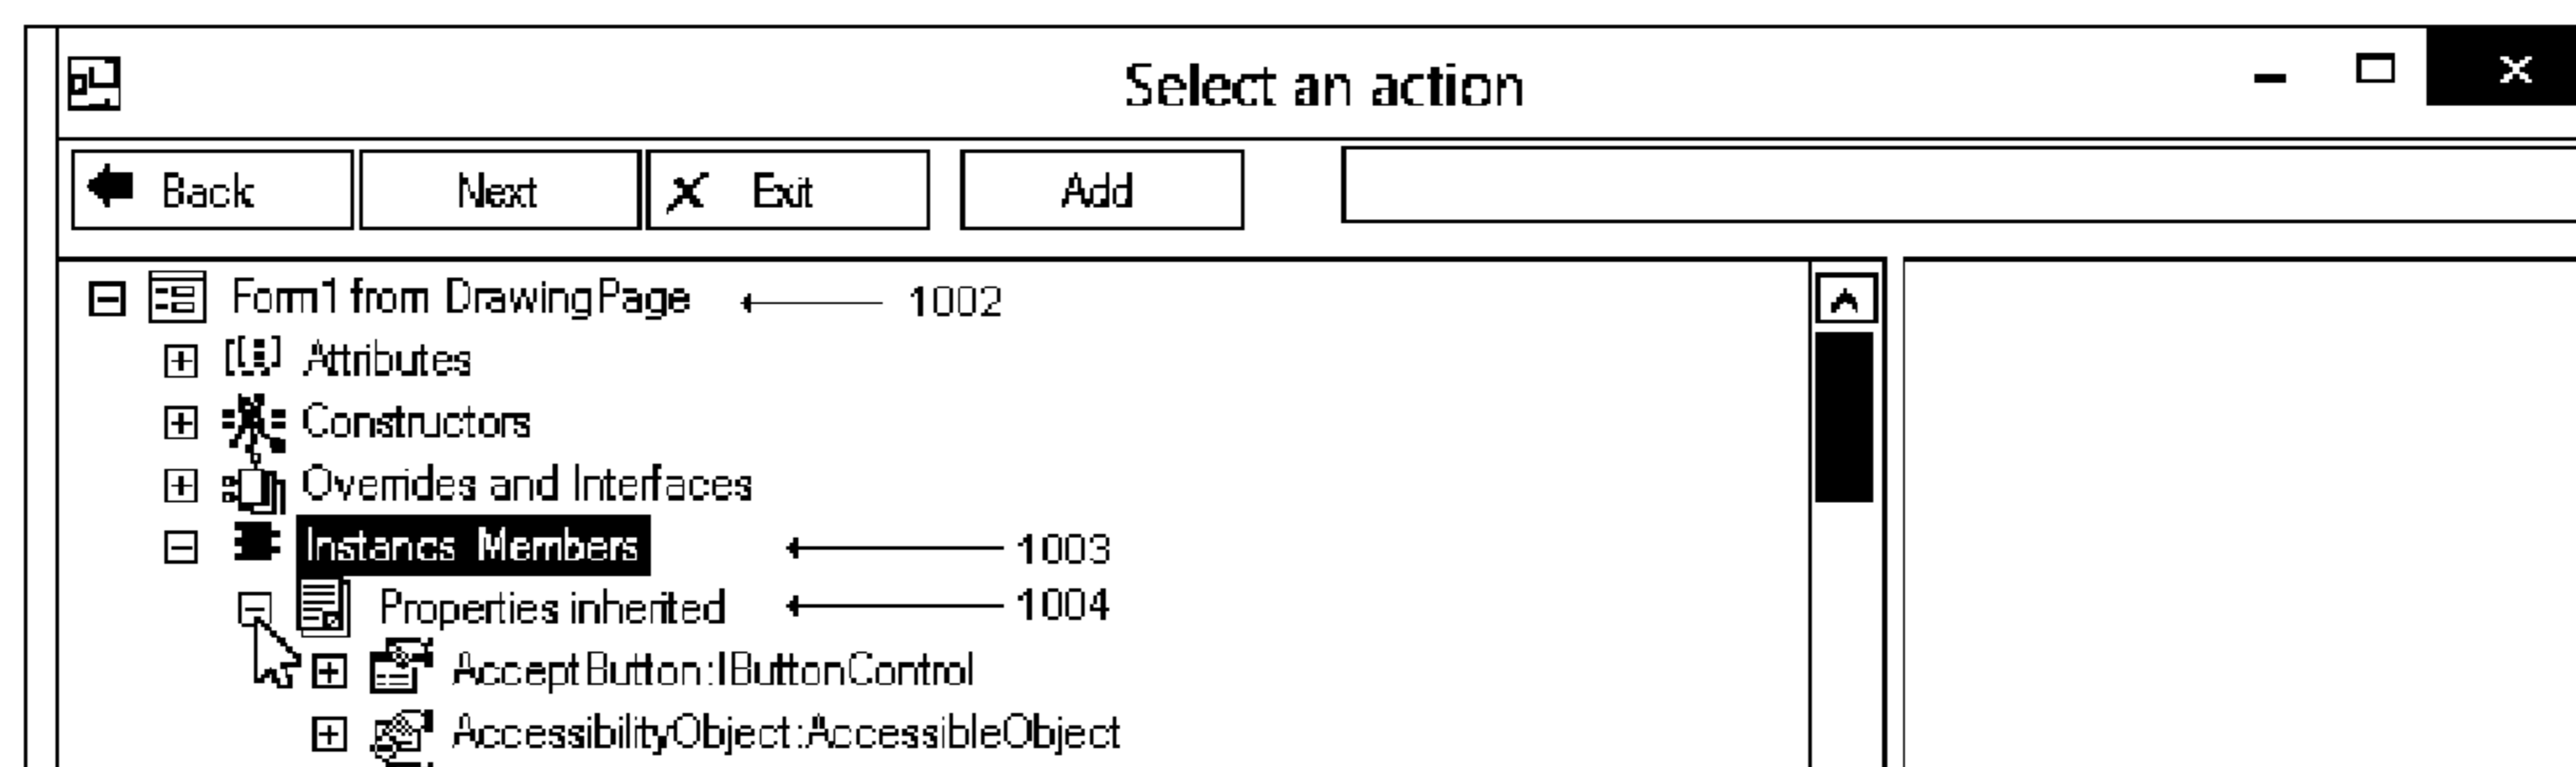 Select an action
Back Next Exit Add
Form1 from DrawingPage 1002
Attributes
Constructors
Overrides and Interfaces
Instancs Members 1003
Properties inherited 1004
AcceptButton:IButtonControl
AccessibilityObject:AccessibleObject